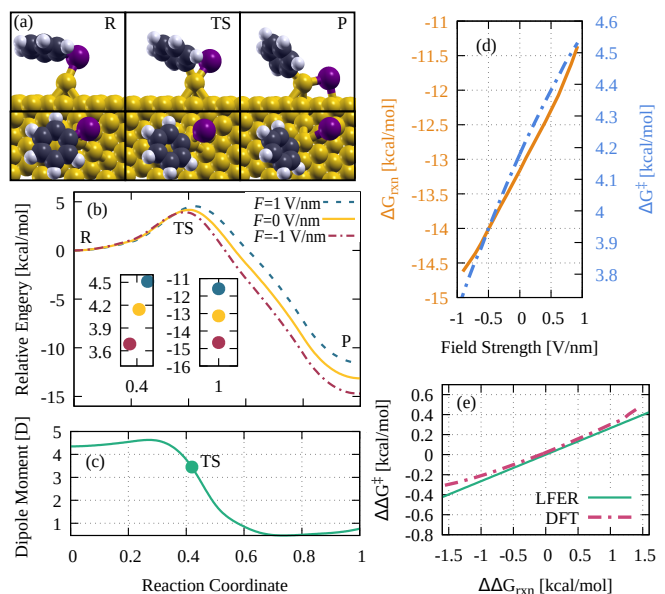 (a) R TS P
(b)
5
0
-5
-10
-15
Relative Engery [kcal/mol]
R
TS
P
F=1 V/nm
F=0 V/nm
F=-1 V/nm
4.5
4.2
3.9
3.6
0.4
-11
-12
-13
-14
-15
-16
1
(c)
5
4
3
2
1
Dipole Moment [D]
TS
0 0.2 0.4 0.6 0.8 1
Reaction Coordinate
(d)
-11
-11.5
-12
-12.5
-13
-13.5
-14
-14.5
-15
ΔG_rxn [kcal/mol]
4.6
4.5
4.4
4.3
4.2
4.1
4
3.9
3.8
ΔG‡ [kcal/mol]
-1 -0.5 0 0.5 1
Field Strength [V/nm]
(e)
0.6
0.4
0.2
0
-0.2
-0.4
-0.6
-0.8
ΔΔG‡ [kcal/mol]
LFER
DFT
-1.5 -1 -0.5 0 0.5 1 1.5
ΔΔG_rxn [kcal/mol]